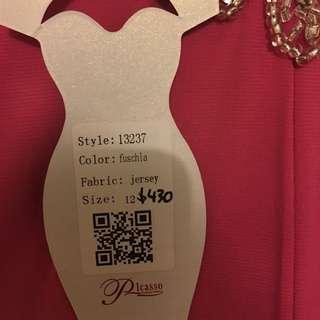 Style: 13237
Color: fuschia
Fabric: jersey
Size: 12 $430
Picasso